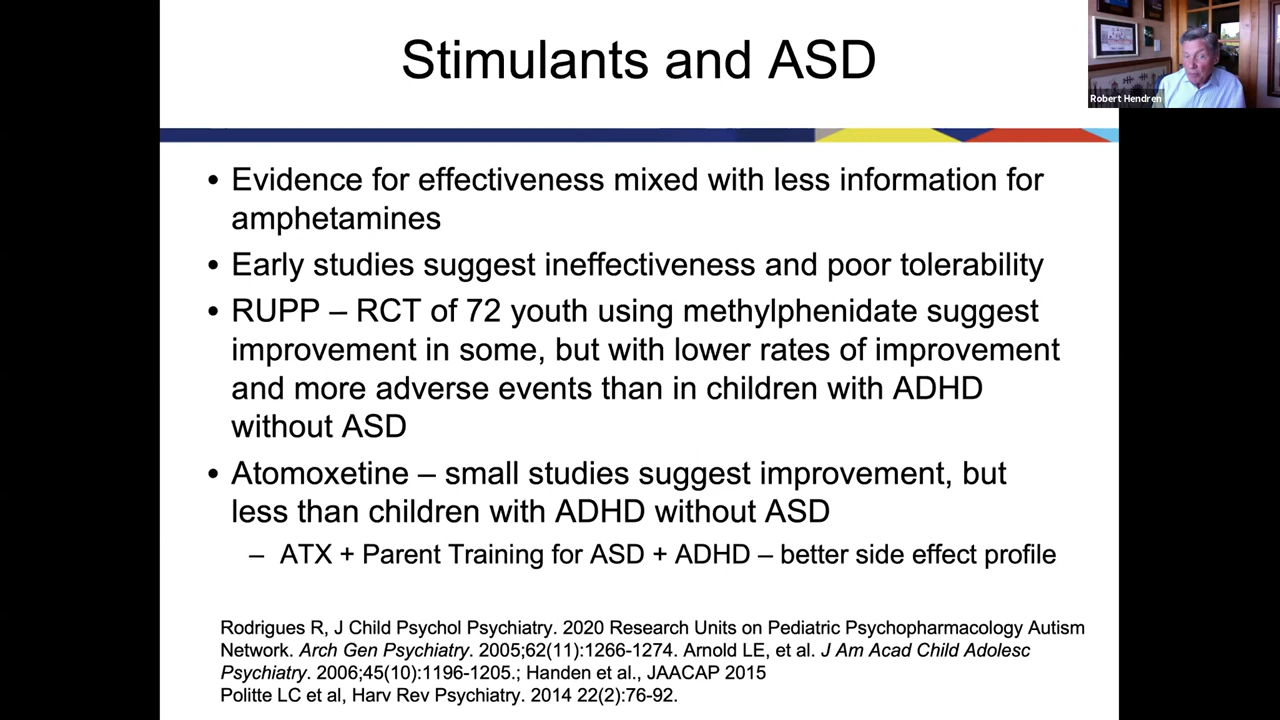 Stimulants and ASD
Robert Hendren
• Evidence for effectiveness mixed with less information for
amphetamines
• Early studies suggest ineffectiveness and poor tolerability
• RUPP – RCT of 72 youth using methylphenidate suggest
improvement in some, but with lower rates of improvement
and more adverse events than in children with ADHD
without ASD
• Atomoxetine – small studies suggest improvement, but
less than children with ADHD without ASD
– ATX + Parent Training for ASD + ADHD – better side effect profile
Rodrigues R, J Child Psychol Psychiatry. 2020 Research Units on Pediatric Psychopharmacology Autism
Network. Arch Gen Psychiatry. 2005;62(11):1266-1274. Arnold LE, et al. J Am Acad Child Adolesc
Psychiatry. 2006;45(10):1196-1205.; Handen et al., JAACAP 2015
Politte LC et al, Harv Rev Psychiatry. 2014 22(2):76-92.